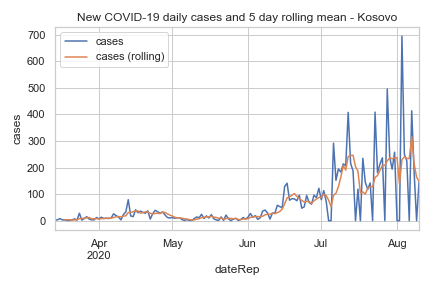 New COVID-19 daily cases and 5 day rolling mean - Kosovo
cases
cases (rolling)
700
600
500
400
300
200
100
0
cases
Apr
2020
May
Jun
Jul
Aug
dateRep